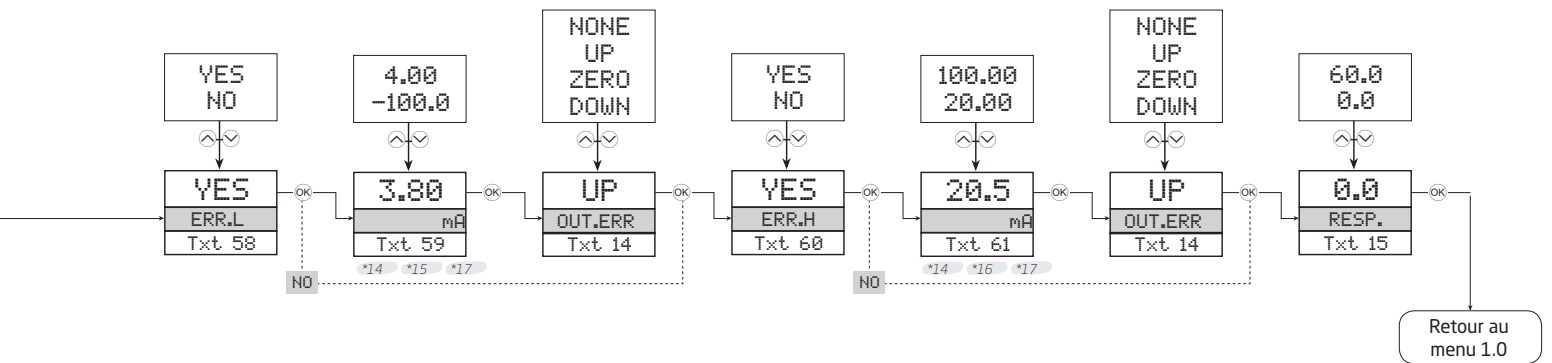 YES
NO
4.00
-100.0
NONE
UP
ZERO
DOWN
YES
NO
100.00
20.00
NONE
UP
ZERO
DOWN
60.0
0.0
YES
ERR.L
Txt 58
OK
3.80
mA
Txt 59
*14 *15 *17
OK
UP
OUT.ERR
Txt 14
OK
NO
YES
ERR.H
Txt 60
OK
20.5
mA
Txt 61
*14 *16 *17
OK
UP
OUT.ERR
Txt 14
OK
NO
0.0
RESP.
Txt 15
OK
Retour au
menu 1.0